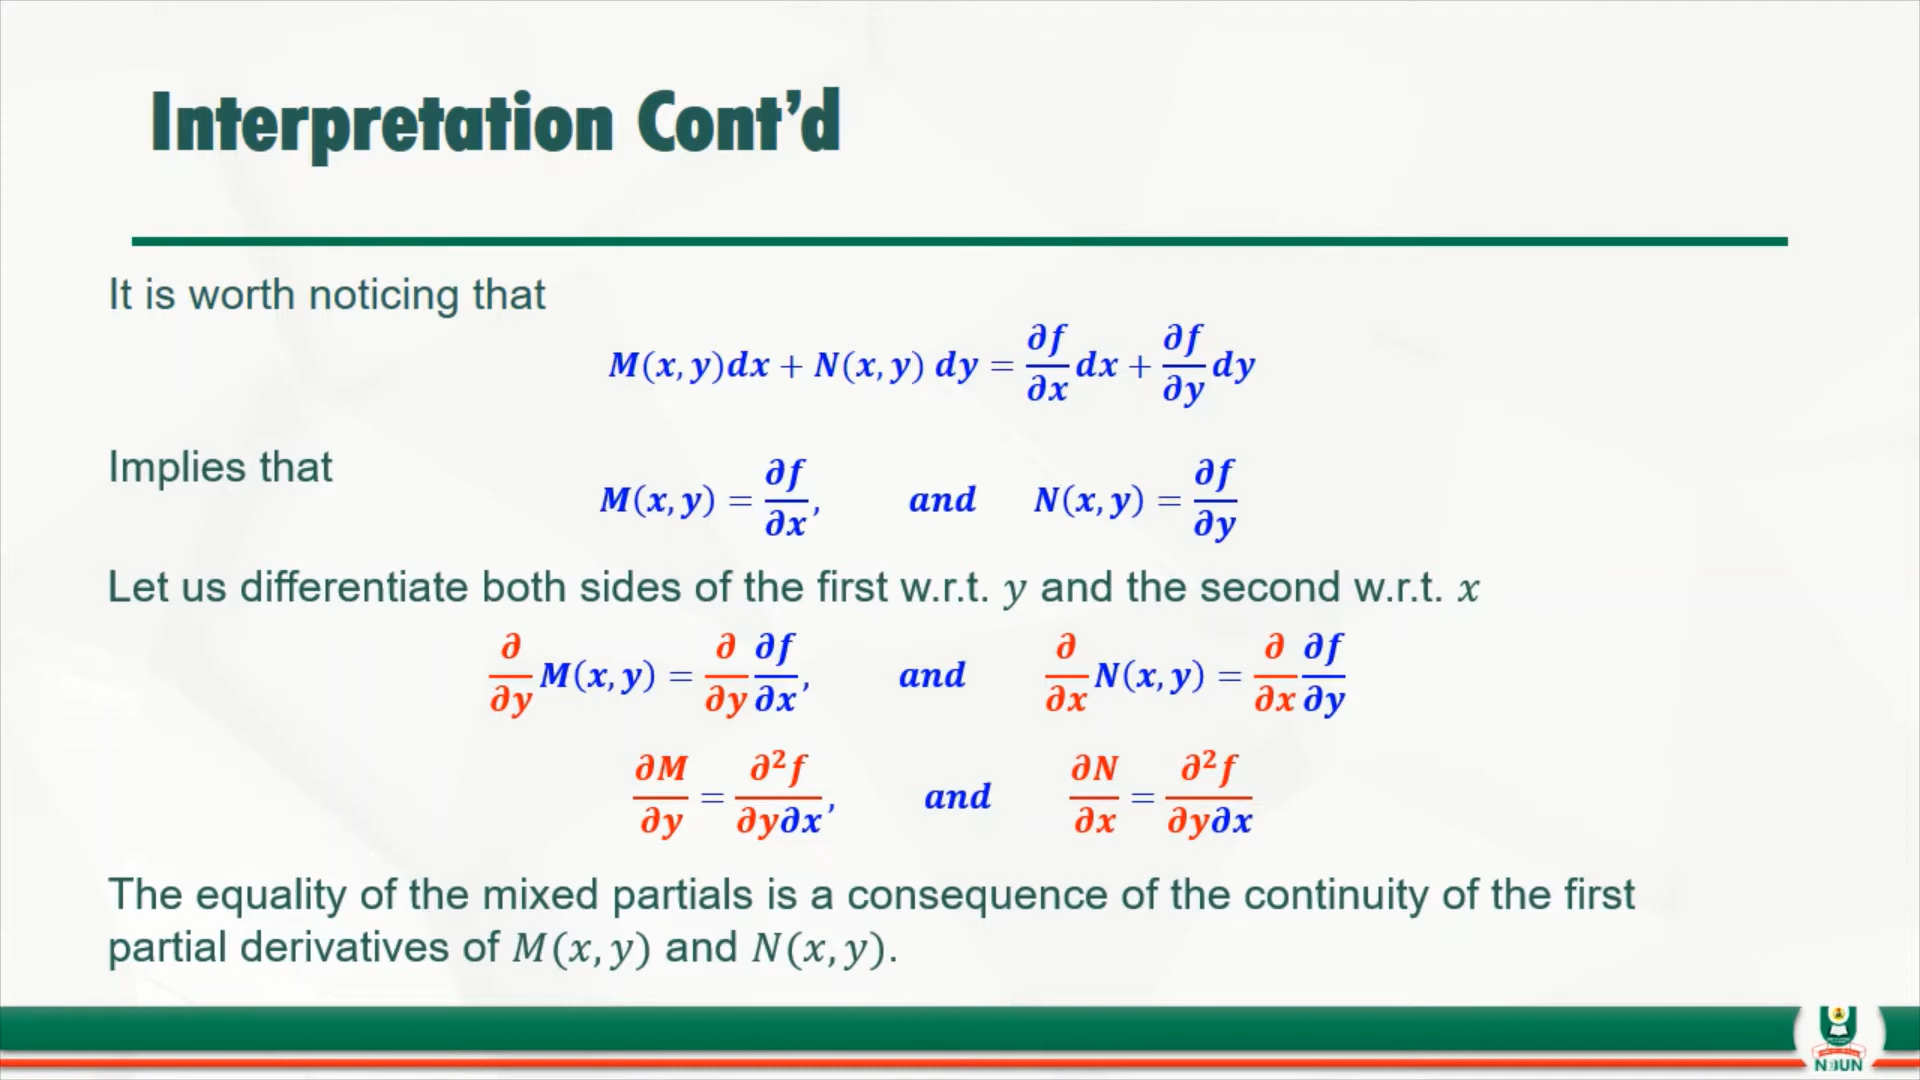 Interpretation Cont’d
It is worth noticing that
M(x, y)dx + N(x, y) dy = ∂f/∂x dx + ∂f/∂y dy
Implies that
M(x, y) = ∂f/∂x, and N(x, y) = ∂f/∂y
Let us differentiate both sides of the first w.r.t. y and the second w.r.t. x
∂/∂y M(x, y) = ∂/∂y ∂f/∂x, and ∂/∂x N(x, y) = ∂/∂x ∂f/∂y
∂M/∂y = ∂²f/∂y∂x, and ∂N/∂x = ∂²f/∂y∂x
The equality of the mixed partials is a consequence of the continuity of the first
partial derivatives of M(x, y) and N(x, y).
NOUN